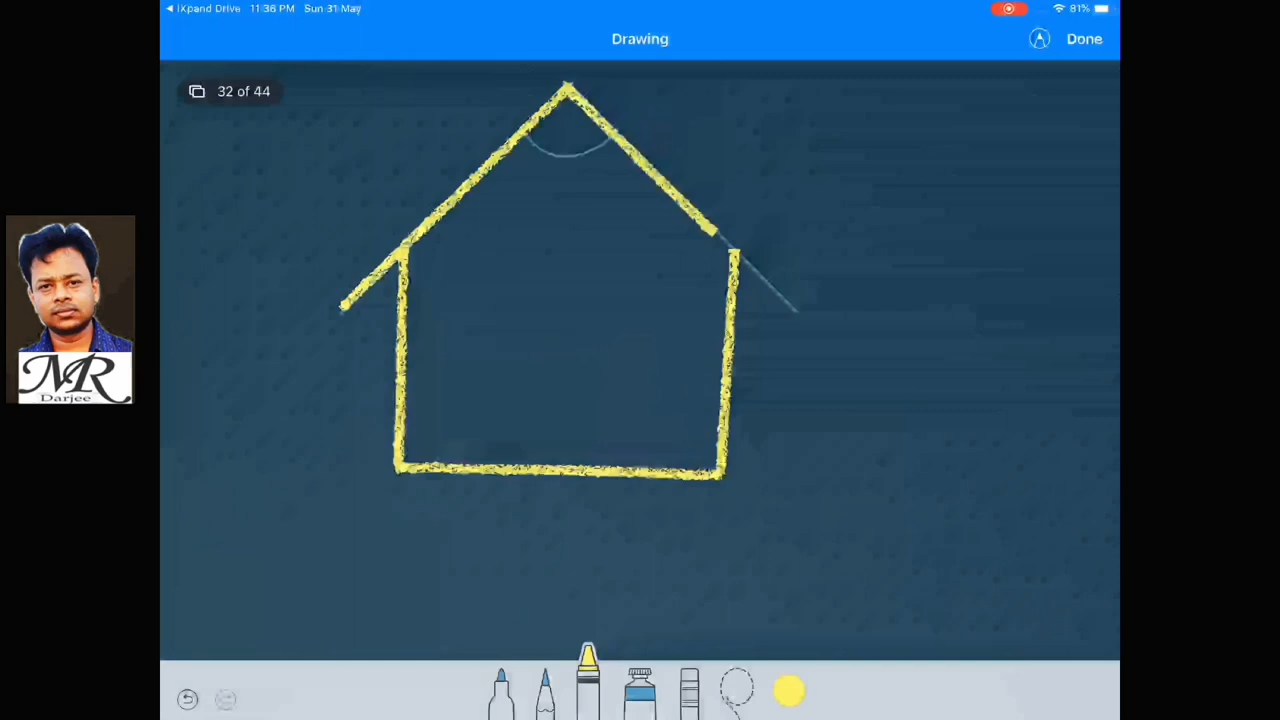 iXpand Drive 11:36 PM Sun 31 May 81%
Drawing
Done
32 of 44
MR
Darjee